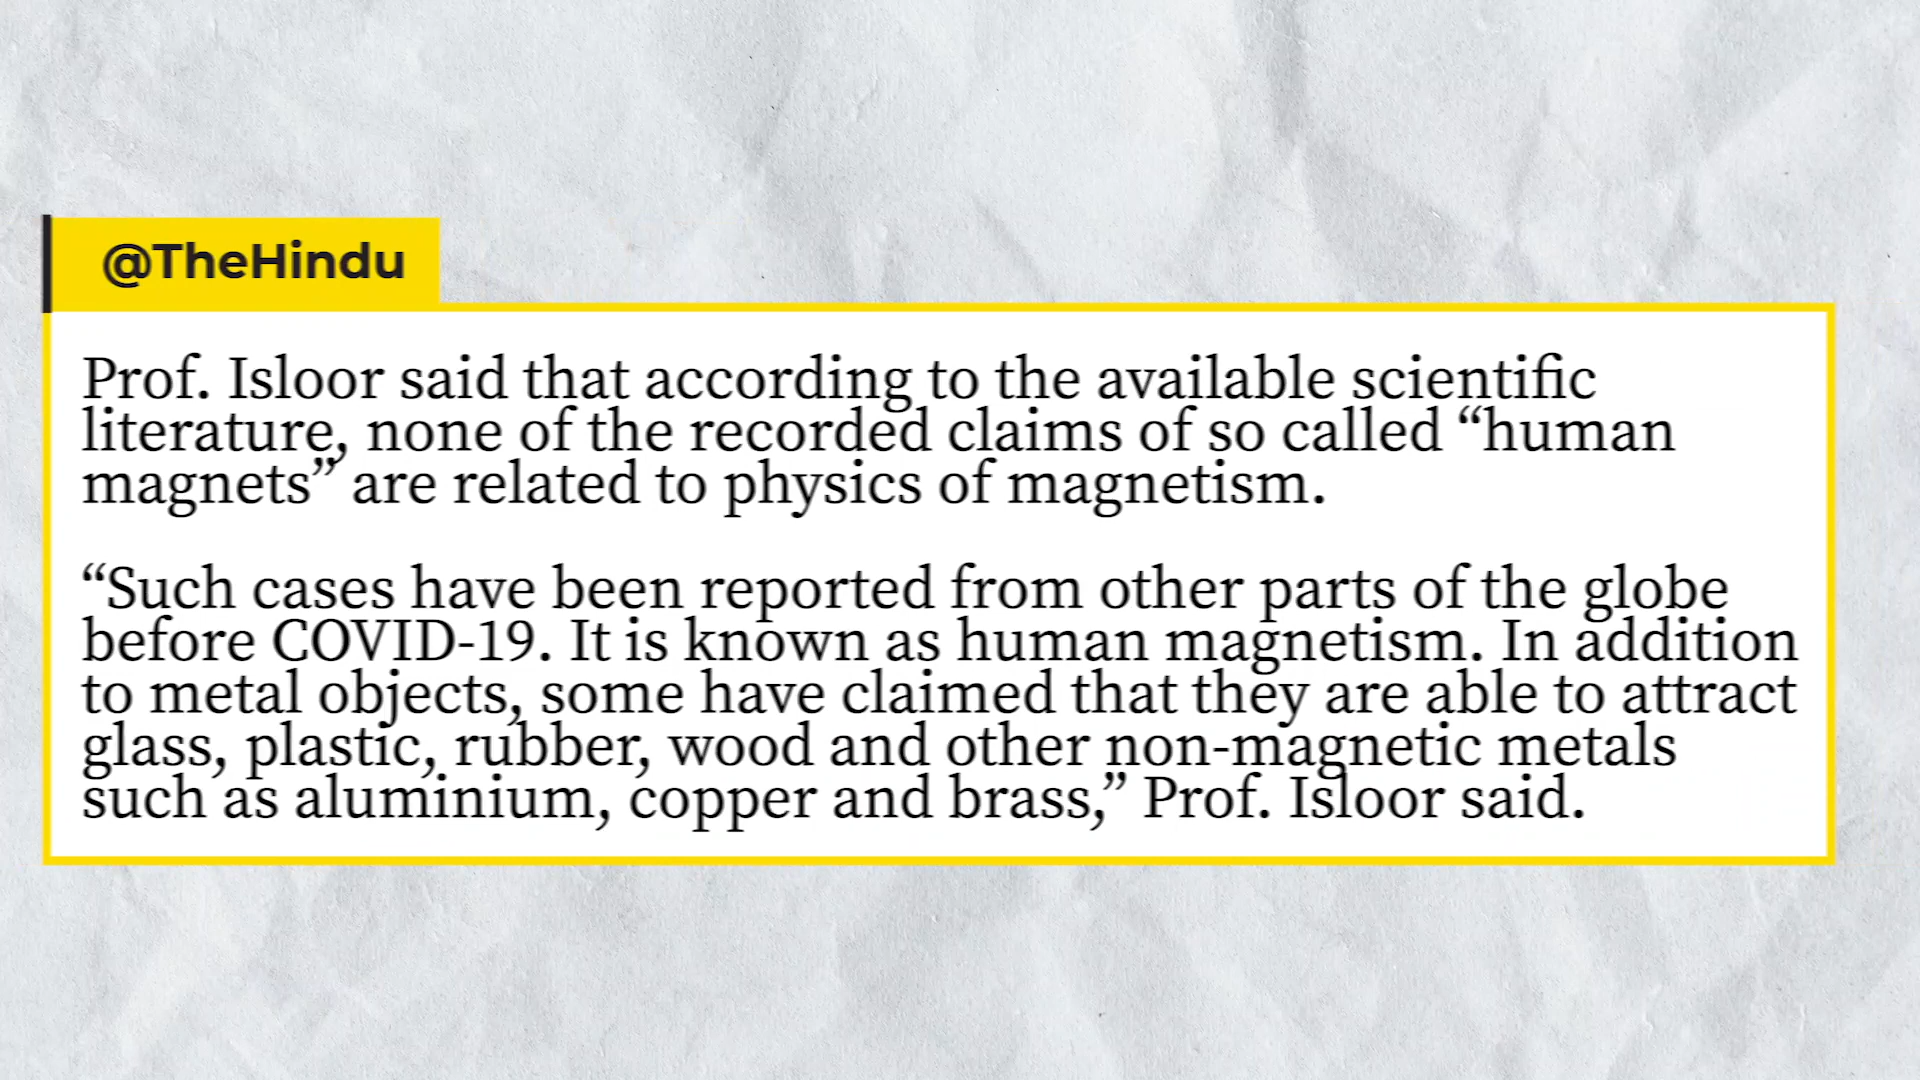 @TheHindu
Prof. Isloor said that according to the available scientific
literature, none of the recorded claims of so called “human
magnets” are related to physics of magnetism.
“Such cases have been reported from other parts of the globe
before COVID-19. It is known as human magnetism. In addition
to metal objects, some have claimed that they are able to attract
glass, plastic, rubber, wood and other non-magnetic metals
such as aluminium, copper and brass,” Prof. Isloor said.